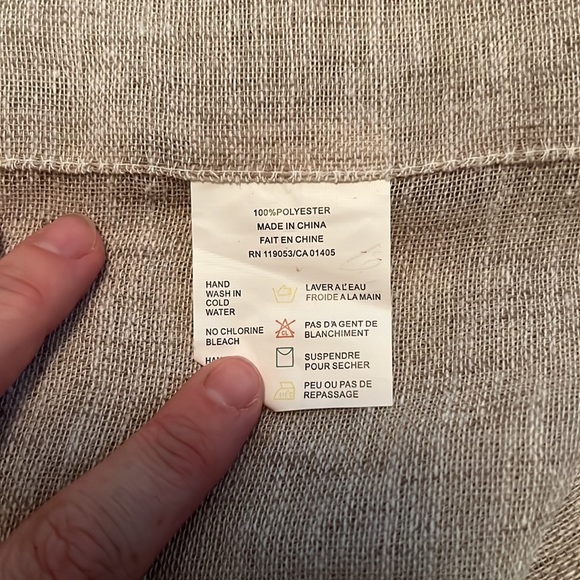 100%POLYESTER
MADE IN CHINA
FAIT EN CHINE
RN 119053/CA 01405
HAND
WASH IN
COLD
WATER
LAVER A L'EAU
FROIDE A LA MAIN
NO CHLORINE
BLEACH
CL
PAS D'AGENT DE
BLANCHIMENT
SUSPENDRE
POUR SECHER
PEU OU PAS DE
REPASSAGE